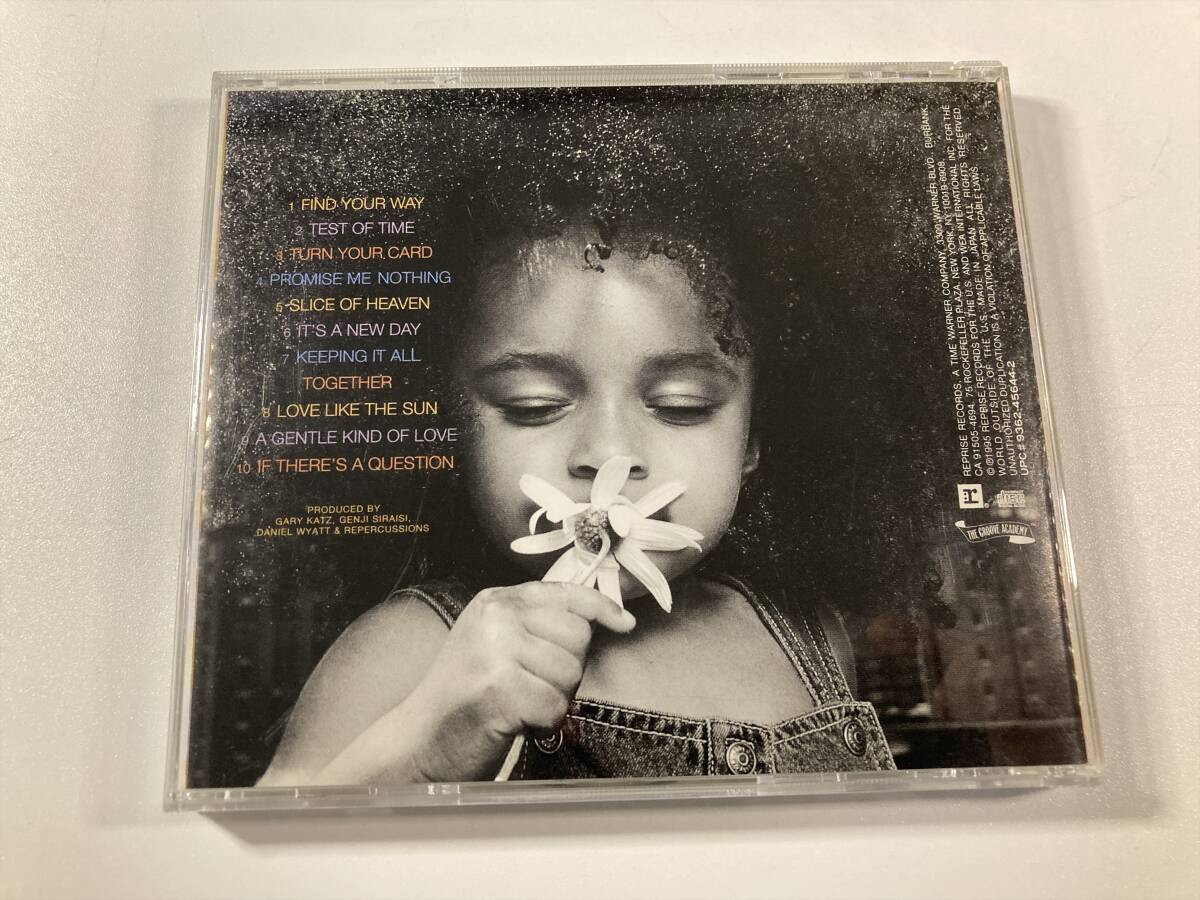 1 FIND YOUR WAY
2 TEST OF TIME
3 TURN YOUR CARD
4 PROMISE ME NOTHING
5 SLICE OF HEAVEN
6 IT'S A NEW DAY
7 KEEPING IT ALL
TOGETHER
8 LOVE LIKE THE SUN
9 A GENTLE KIND OF LOVE
10 IF THERE'S A QUESTION
PRODUCED BY
GARY KATZ, GENJI SIRAISI,
DANIEL WYATT & REPERCUSSIONS
REPRISE RECORDS, A TIME WARNER COMPANY, 3300 WARNER BLVD., BURBANK,
CA 91505-4694. 75 ROCKEFELLER PLAZA, NEW YORK, NY 10019-6908.
©℗1995 REPRISE RECORDS FOR THE U.S. AND WEA INTERNATIONAL INC. FOR THE
WORLD OUTSIDE OF THE U.S. MADE IN JAPAN. ALL RIGHTS RESERVED.
UNAUTHORIZED DUPLICATION IS A VIOLATION OF APPLICABLE LAWS.
UPC # 9362-45644-2
r
THE GROOVE ACADEMY